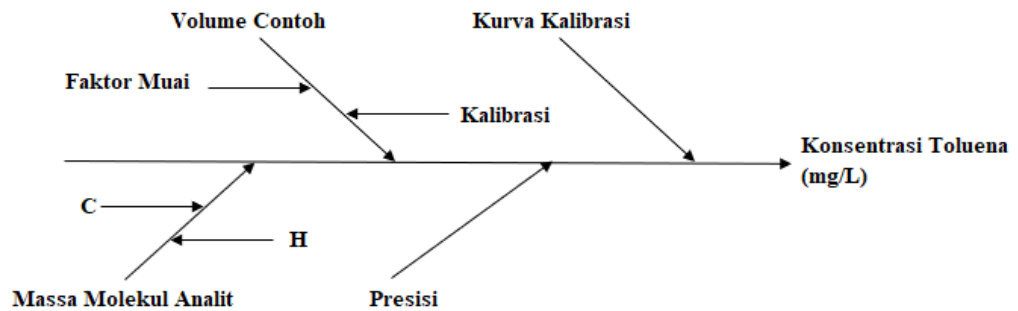 Volume Contoh
Kurva Kalibrasi
Faktor Muai
Kalibrasi
Konsentrasi Toluena
(mg/L)
C
H
Massa Molekul Analit
Presisi